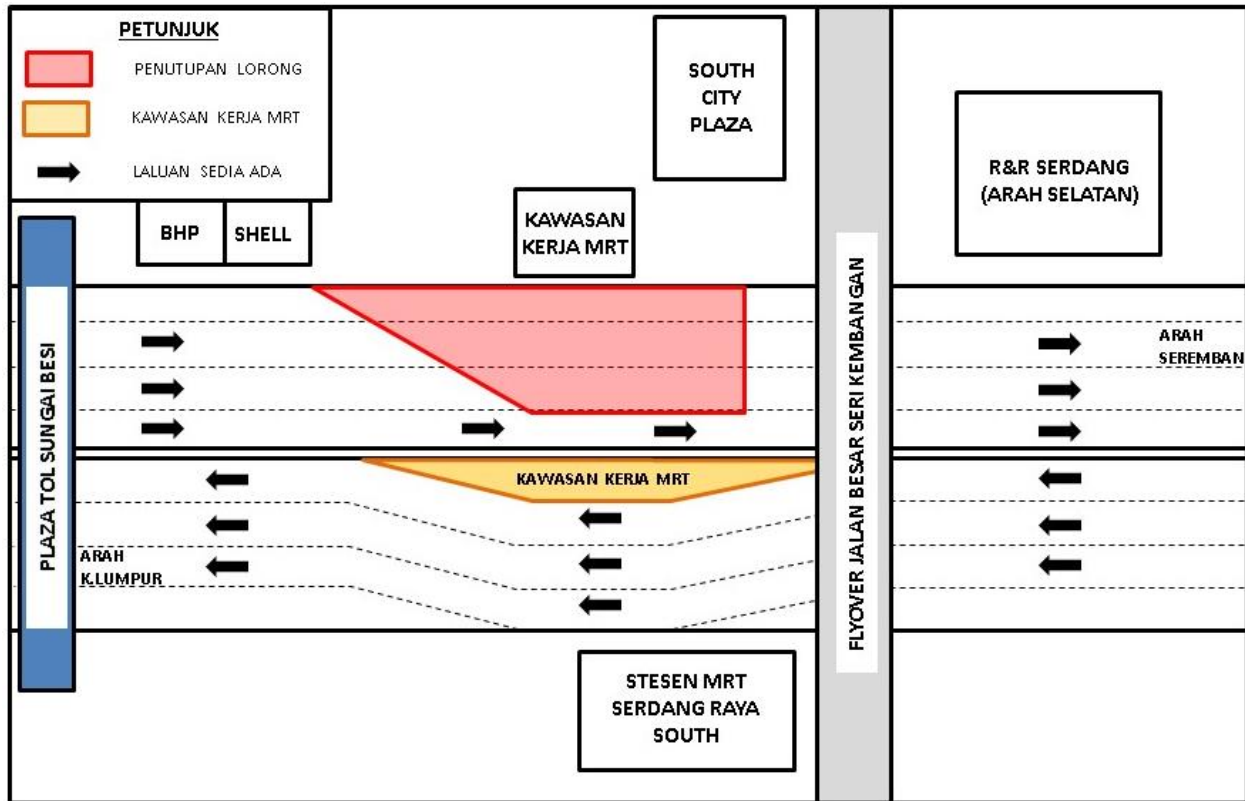 PETUNJUK
PENUTUPAN LORONG
KAWASAN KERJA MRT
LALUAN SEDIA ADA
SOUTH
CITY
PLAZA
R&R SERDANG
(ARAH SELATAN)
BHP
SHELL
KAWASAN
KERJA MRT
PLAZA TOL SUNGAI BESI
FLYOVER JALAN BESAR SERI KEMBANGAN
ARAH
SEREMBAN
KAWASAN KERJA MRT
ARAH
K.LUMPUR
STESEN MRT
SERDANG RAYA
SOUTH